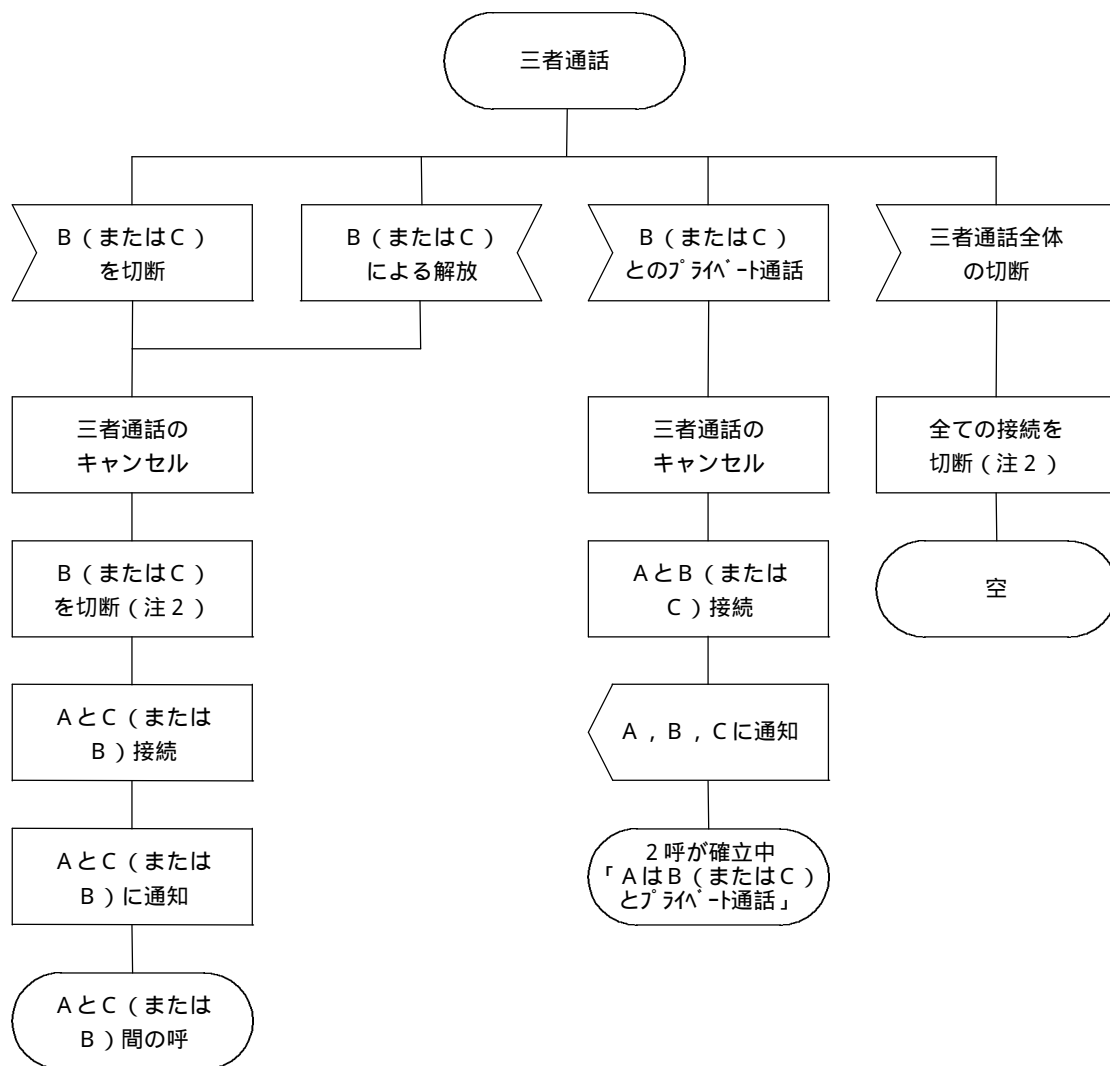 三者通話
B（またはC）
を切断
B（またはC）
による解放
B（またはC）
とのﾌﾟﾗｲﾍﾞｰﾄ通話
三者通話全体
の切断
三者通話の
キャンセル
三者通話の
キャンセル
全ての接続を
切断（注２）
B（またはC）
を切断（注２）
AとB（または
C）接続
空
AとC（または
B）接続
A，B，Cに通知
AとC（または
B）に通知
２呼が確立中
「AはB（またはC）
とﾌﾟﾗｲﾍﾞｰﾄ通話」
AとC（または
B）間の呼